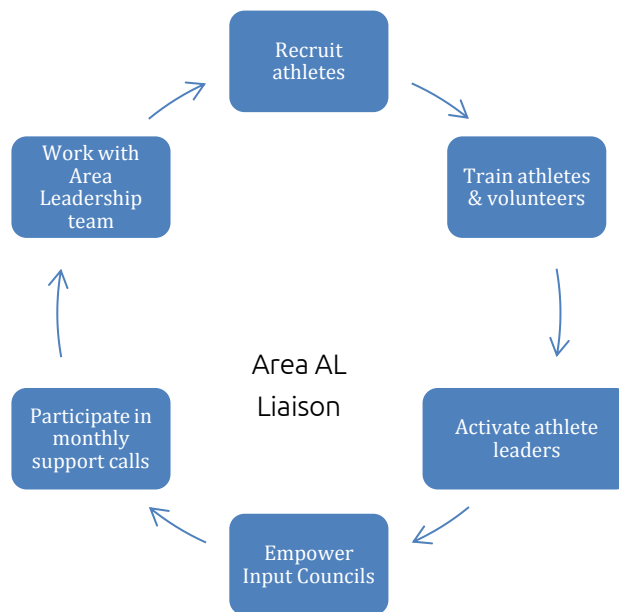 Recruit
athletes
Train athletes
& volunteers
Activate athlete
leaders
Empower
Input Councils
Participate in
monthly
support calls
Work with
Area
Leadership
team
Area AL
Liaison